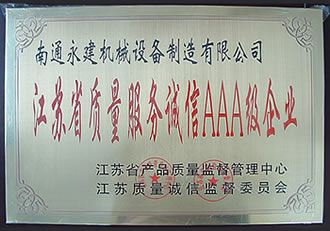 南通永建机械设备制造有限公司
江苏省质量服务诚信AAA级企业
江苏省产品质量监督管理中心
江苏质量诚信监督委员会